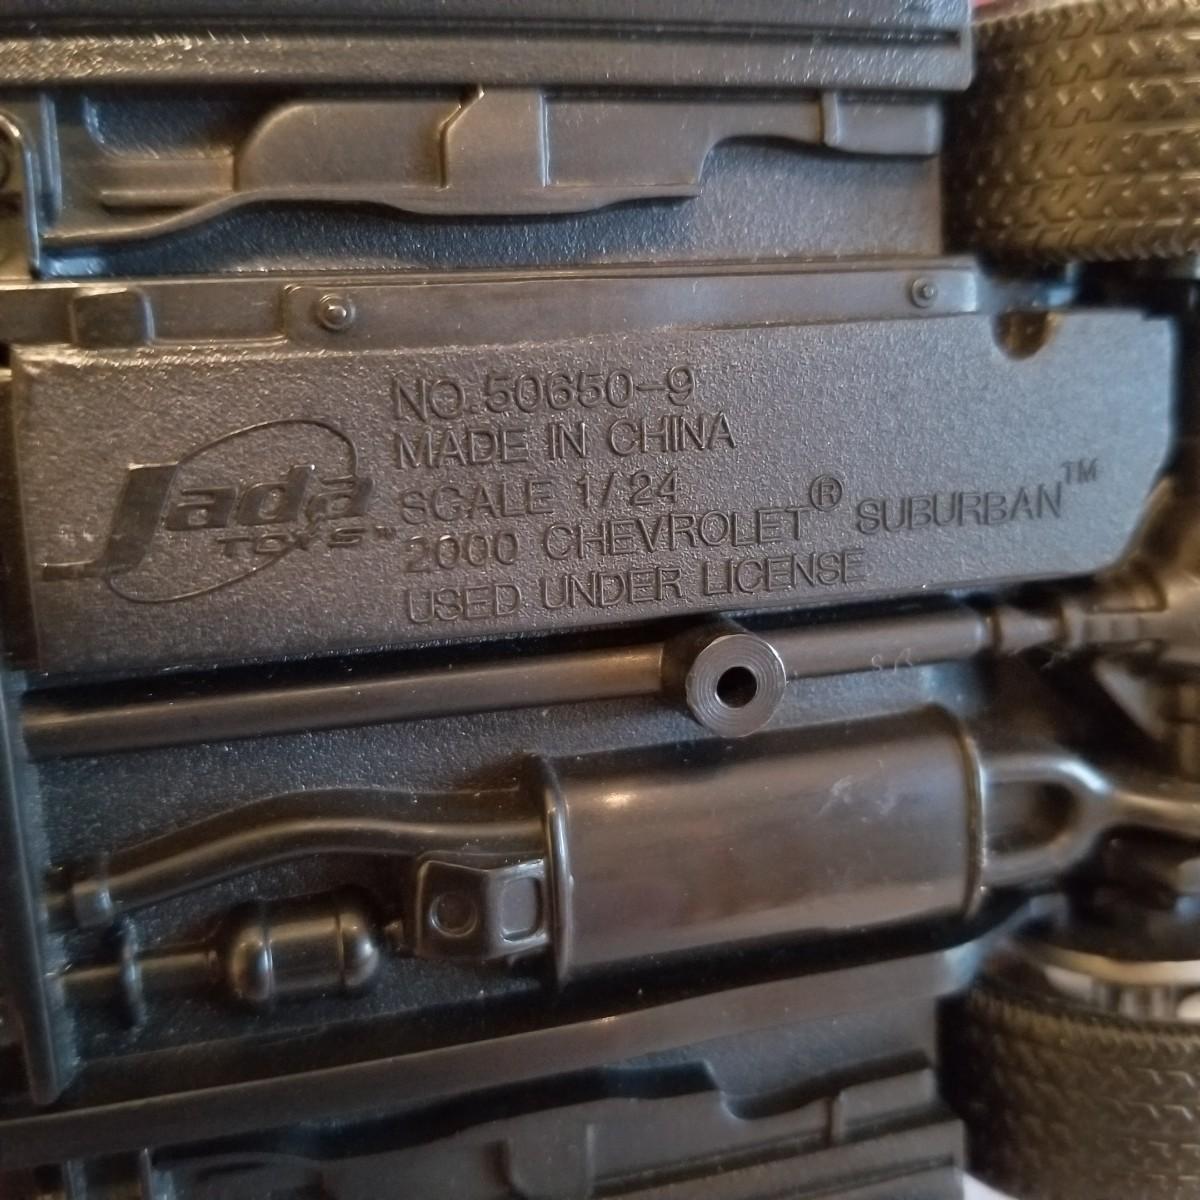 Jada
TOYS™
NO.50650-9
MADE IN CHINA
SCALE 1/24
2000 CHEVROLET® SUBURBAN™
USED UNDER LICENSE